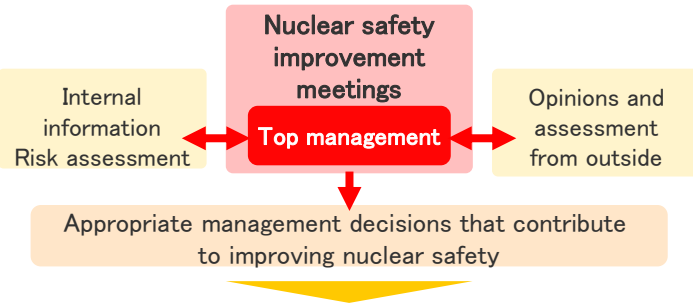 Nuclear safety
improvement
meetings
Top management
Internal
information
Risk assessment
Opinions and
assessment
from outside
Appropriate management decisions that contribute
to improving nuclear safety